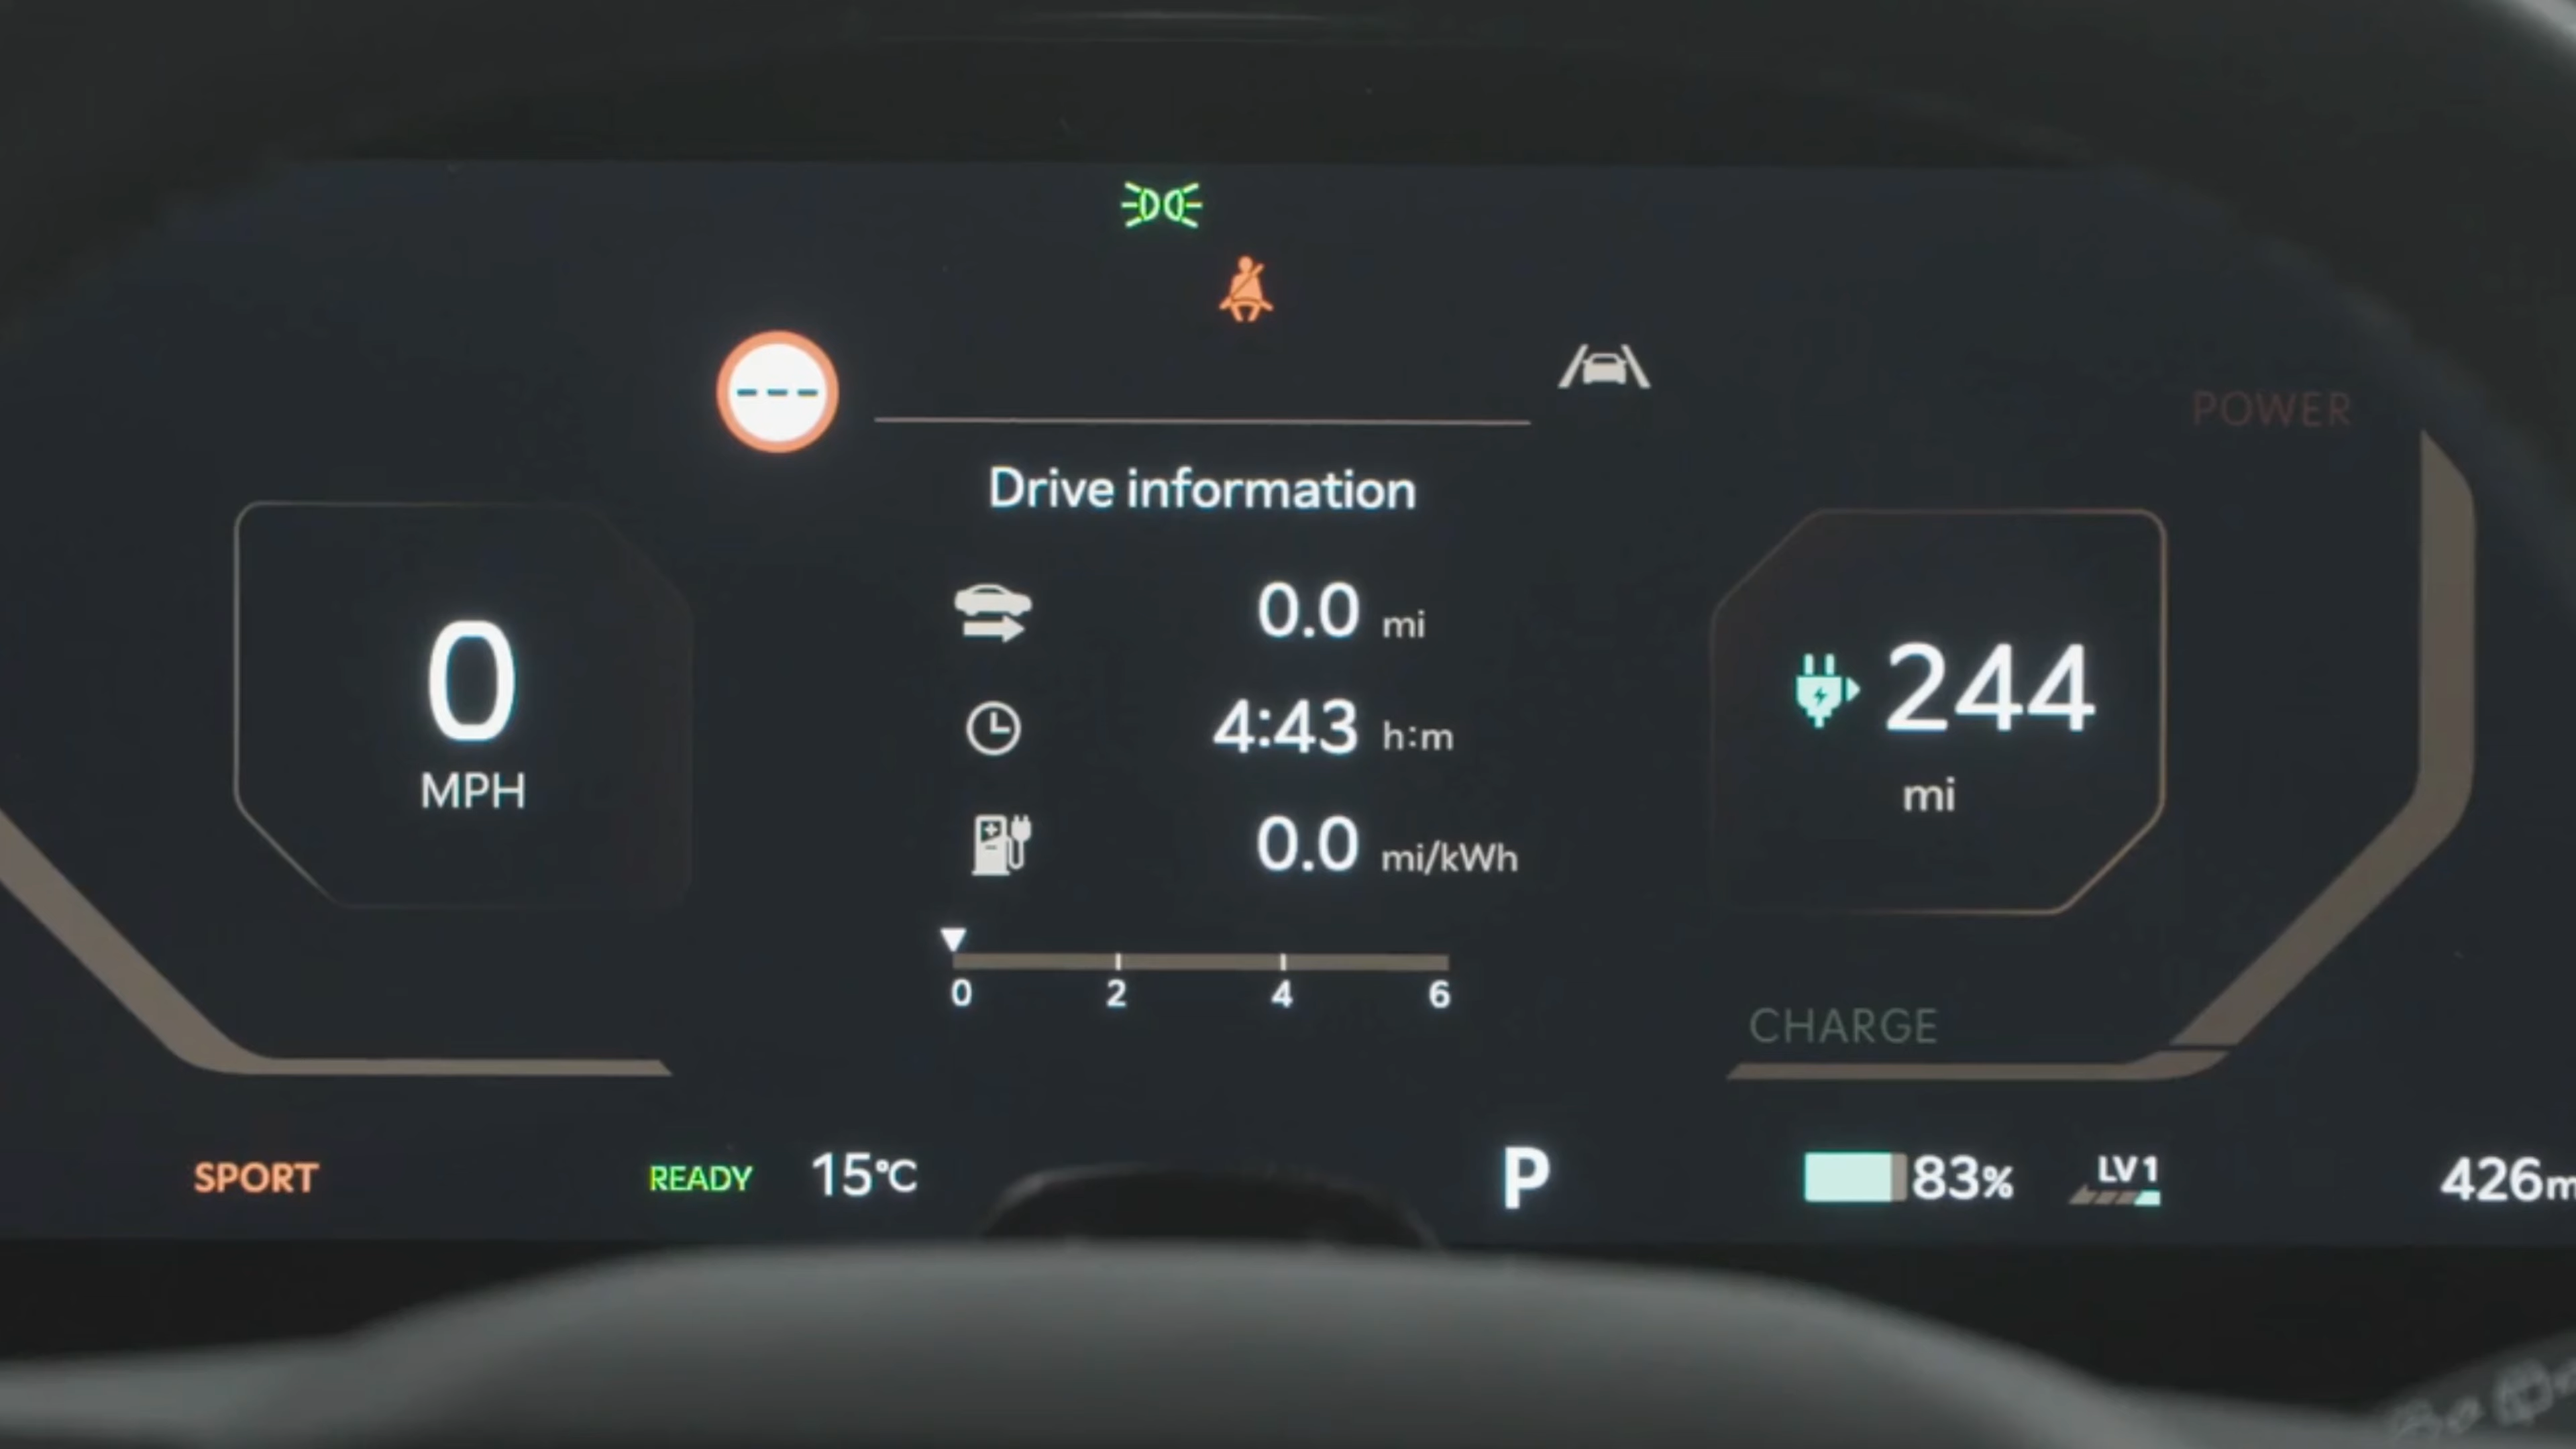 ---
POWER
Drive information
0.0 mi
0 MPH
4:43 h:m
244 mi
0.0 mi/kWh
0 2 4 6
CHARGE
SPORT READY 15°C P 83% LV1 426m